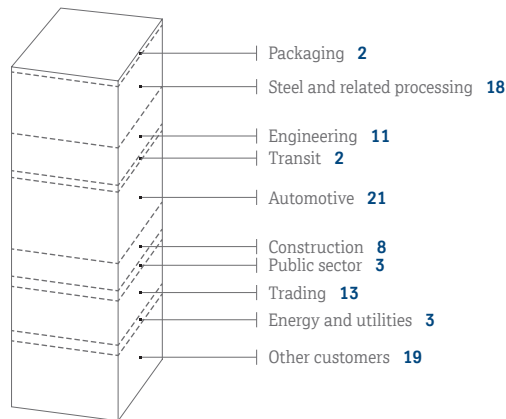 Packaging 2
Steel and related processing 18
Engineering 11
Transit 2
Automotive 21
Construction 8
Public sector 3
Trading 13
Energy and utilities 3
Other customers 19